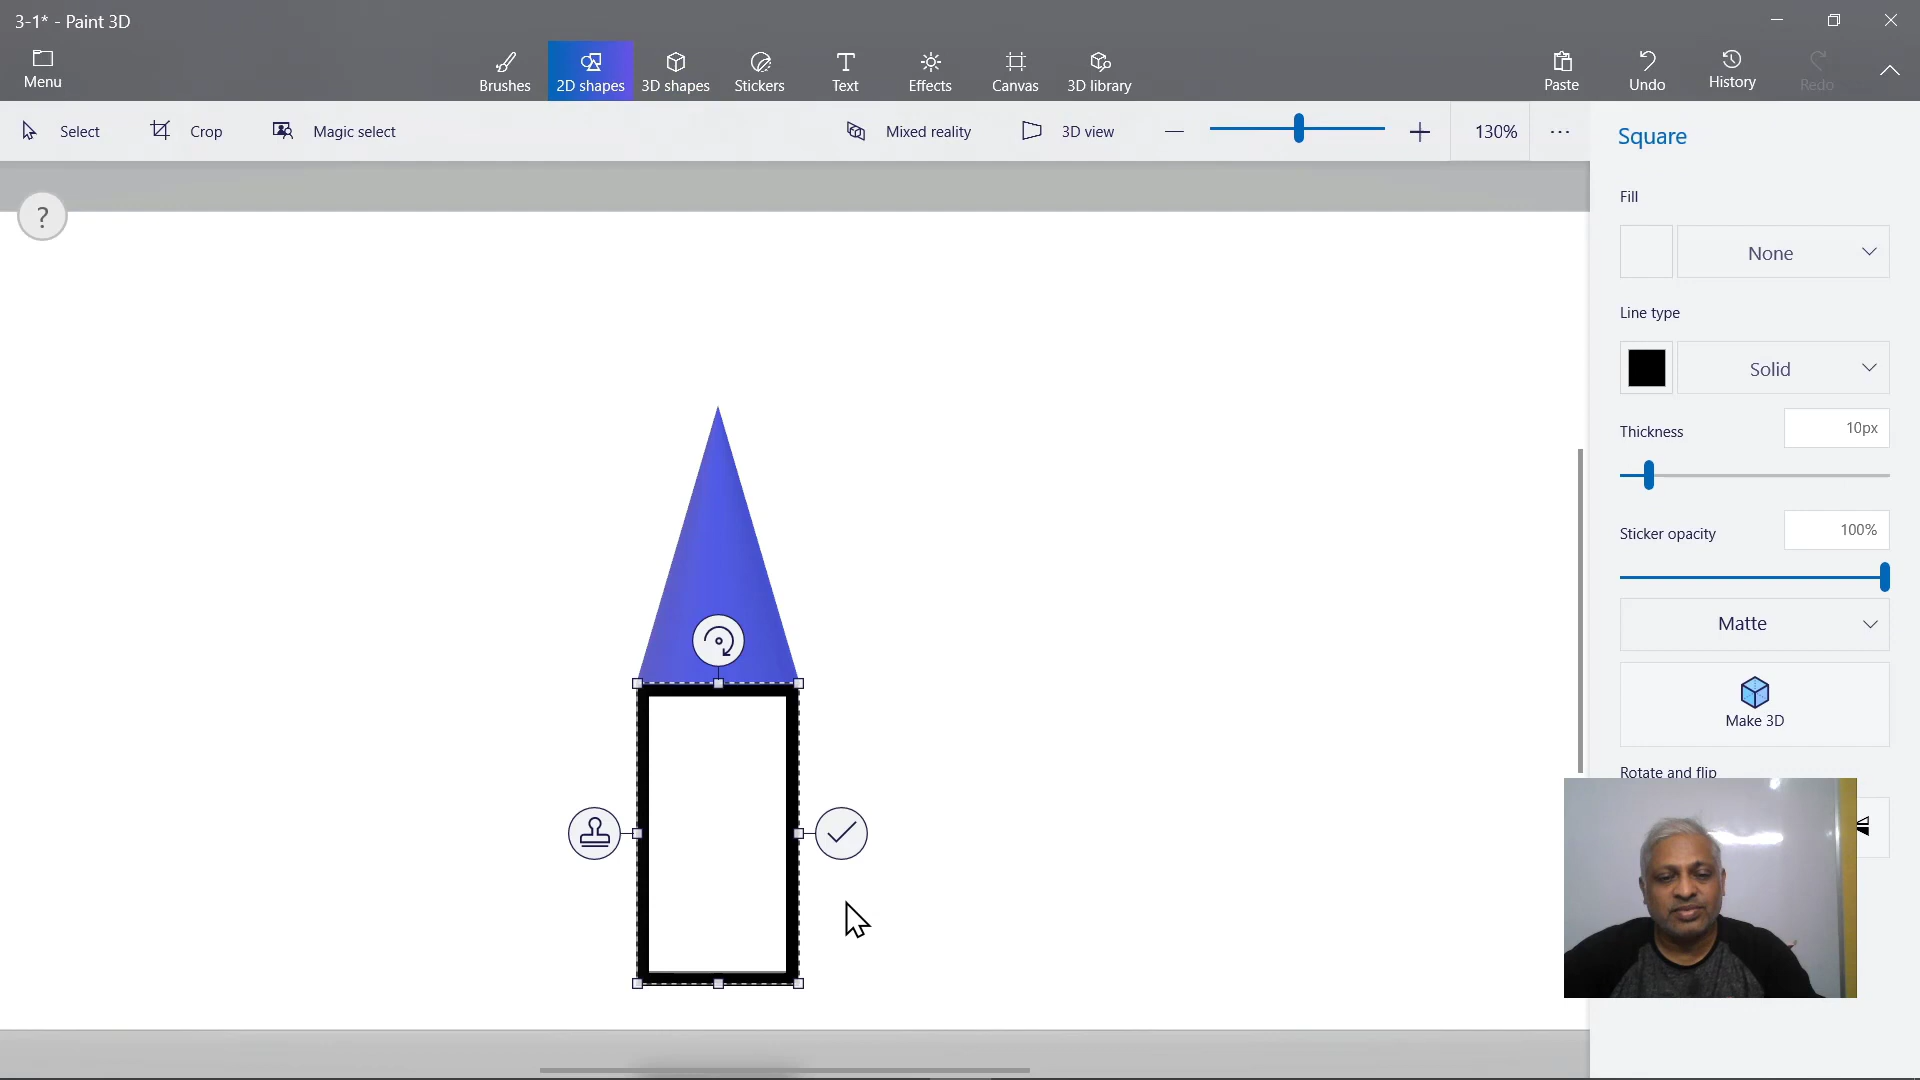 3-1* - Paint 3D
Menu
Brushes
2D shapes
3D shapes
Stickers
Text
Effects
Canvas
3D library
Paste
Undo
History
Redo
Select
Crop
Magic select
Mixed reality
3D view
130%
?
Square
Fill
None
Line type
Solid
Thickness
10px
Sticker opacity
100%
Matte
Make 3D
Rotate and flip